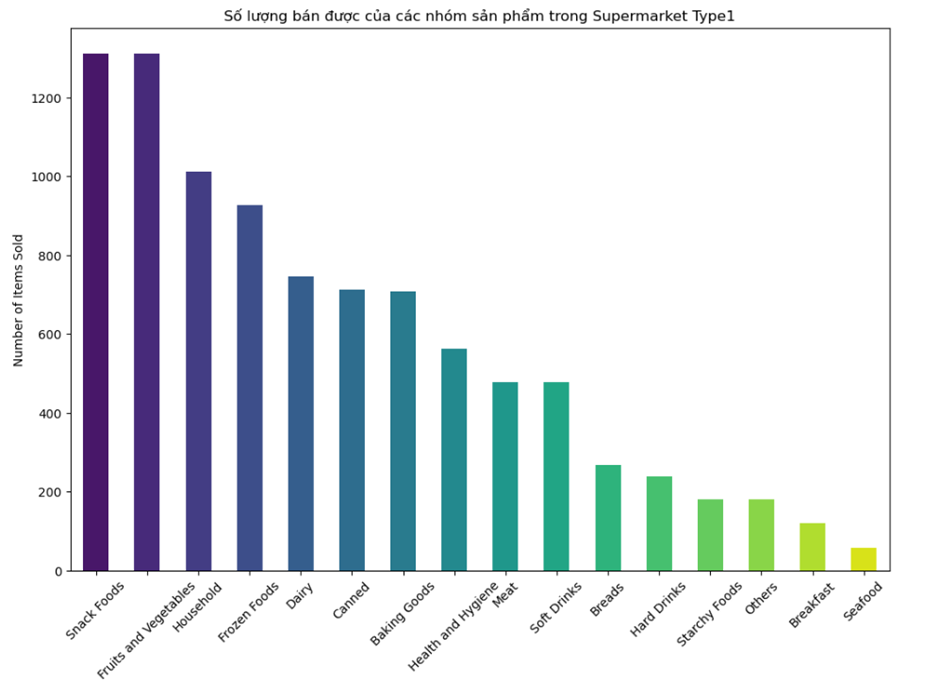 Số lượng bán được của các nhóm sản phẩm trong Supermarket Type1
Number of Items Sold
1200
1000
800
600
400
200
0
Snack Foods
Fruits and Vegetables
Household
Frozen Foods
Dairy
Canned
Baking Goods
Health and Hygiene
Meat
Soft Drinks
Breads
Hard Drinks
Starchy Foods
Others
Breakfast
Seafood